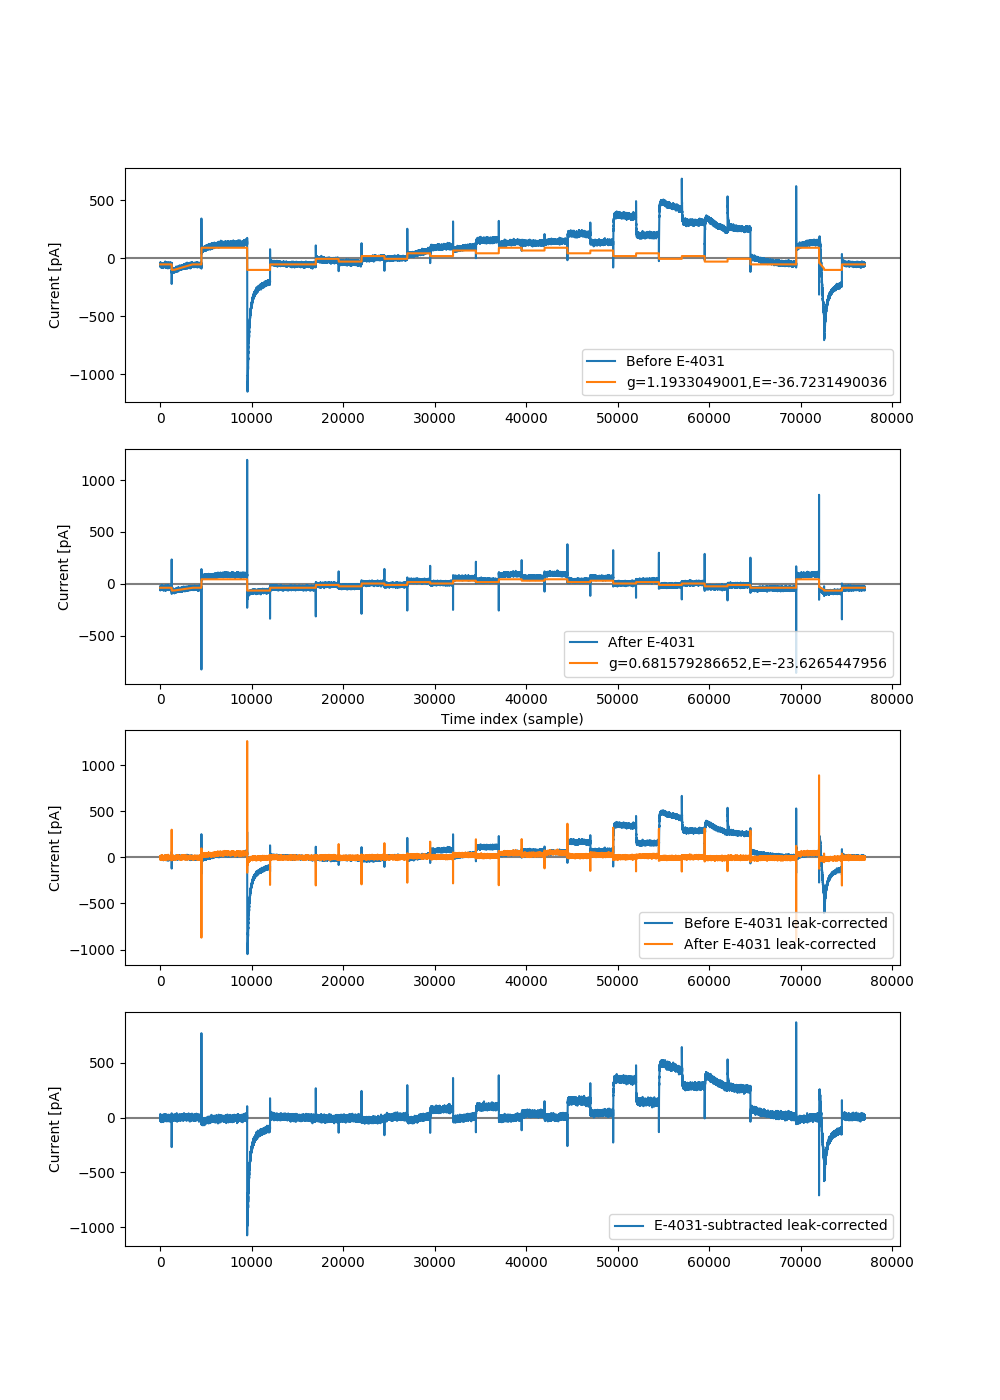 500
0
−500
−1000
Current [pA]
Before E-4031
g=1.1933049001,E=-36.7231490036
0 10000 20000 30000 40000 50000 60000 70000 80000
1000
500
0
−500
Current [pA]
After E-4031
g=0.681579286652,E=-23.6265447956
0 10000 20000 30000 40000 50000 60000 70000 80000
Time index (sample)
1000
500
0
−500
−1000
Current [pA]
Before E-4031 leak-corrected
After E-4031 leak-corrected
0 10000 20000 30000 40000 50000 60000 70000 80000
500
0
−500
−1000
Current [pA]
E-4031-subtracted leak-corrected
0 10000 20000 30000 40000 50000 60000 70000 80000